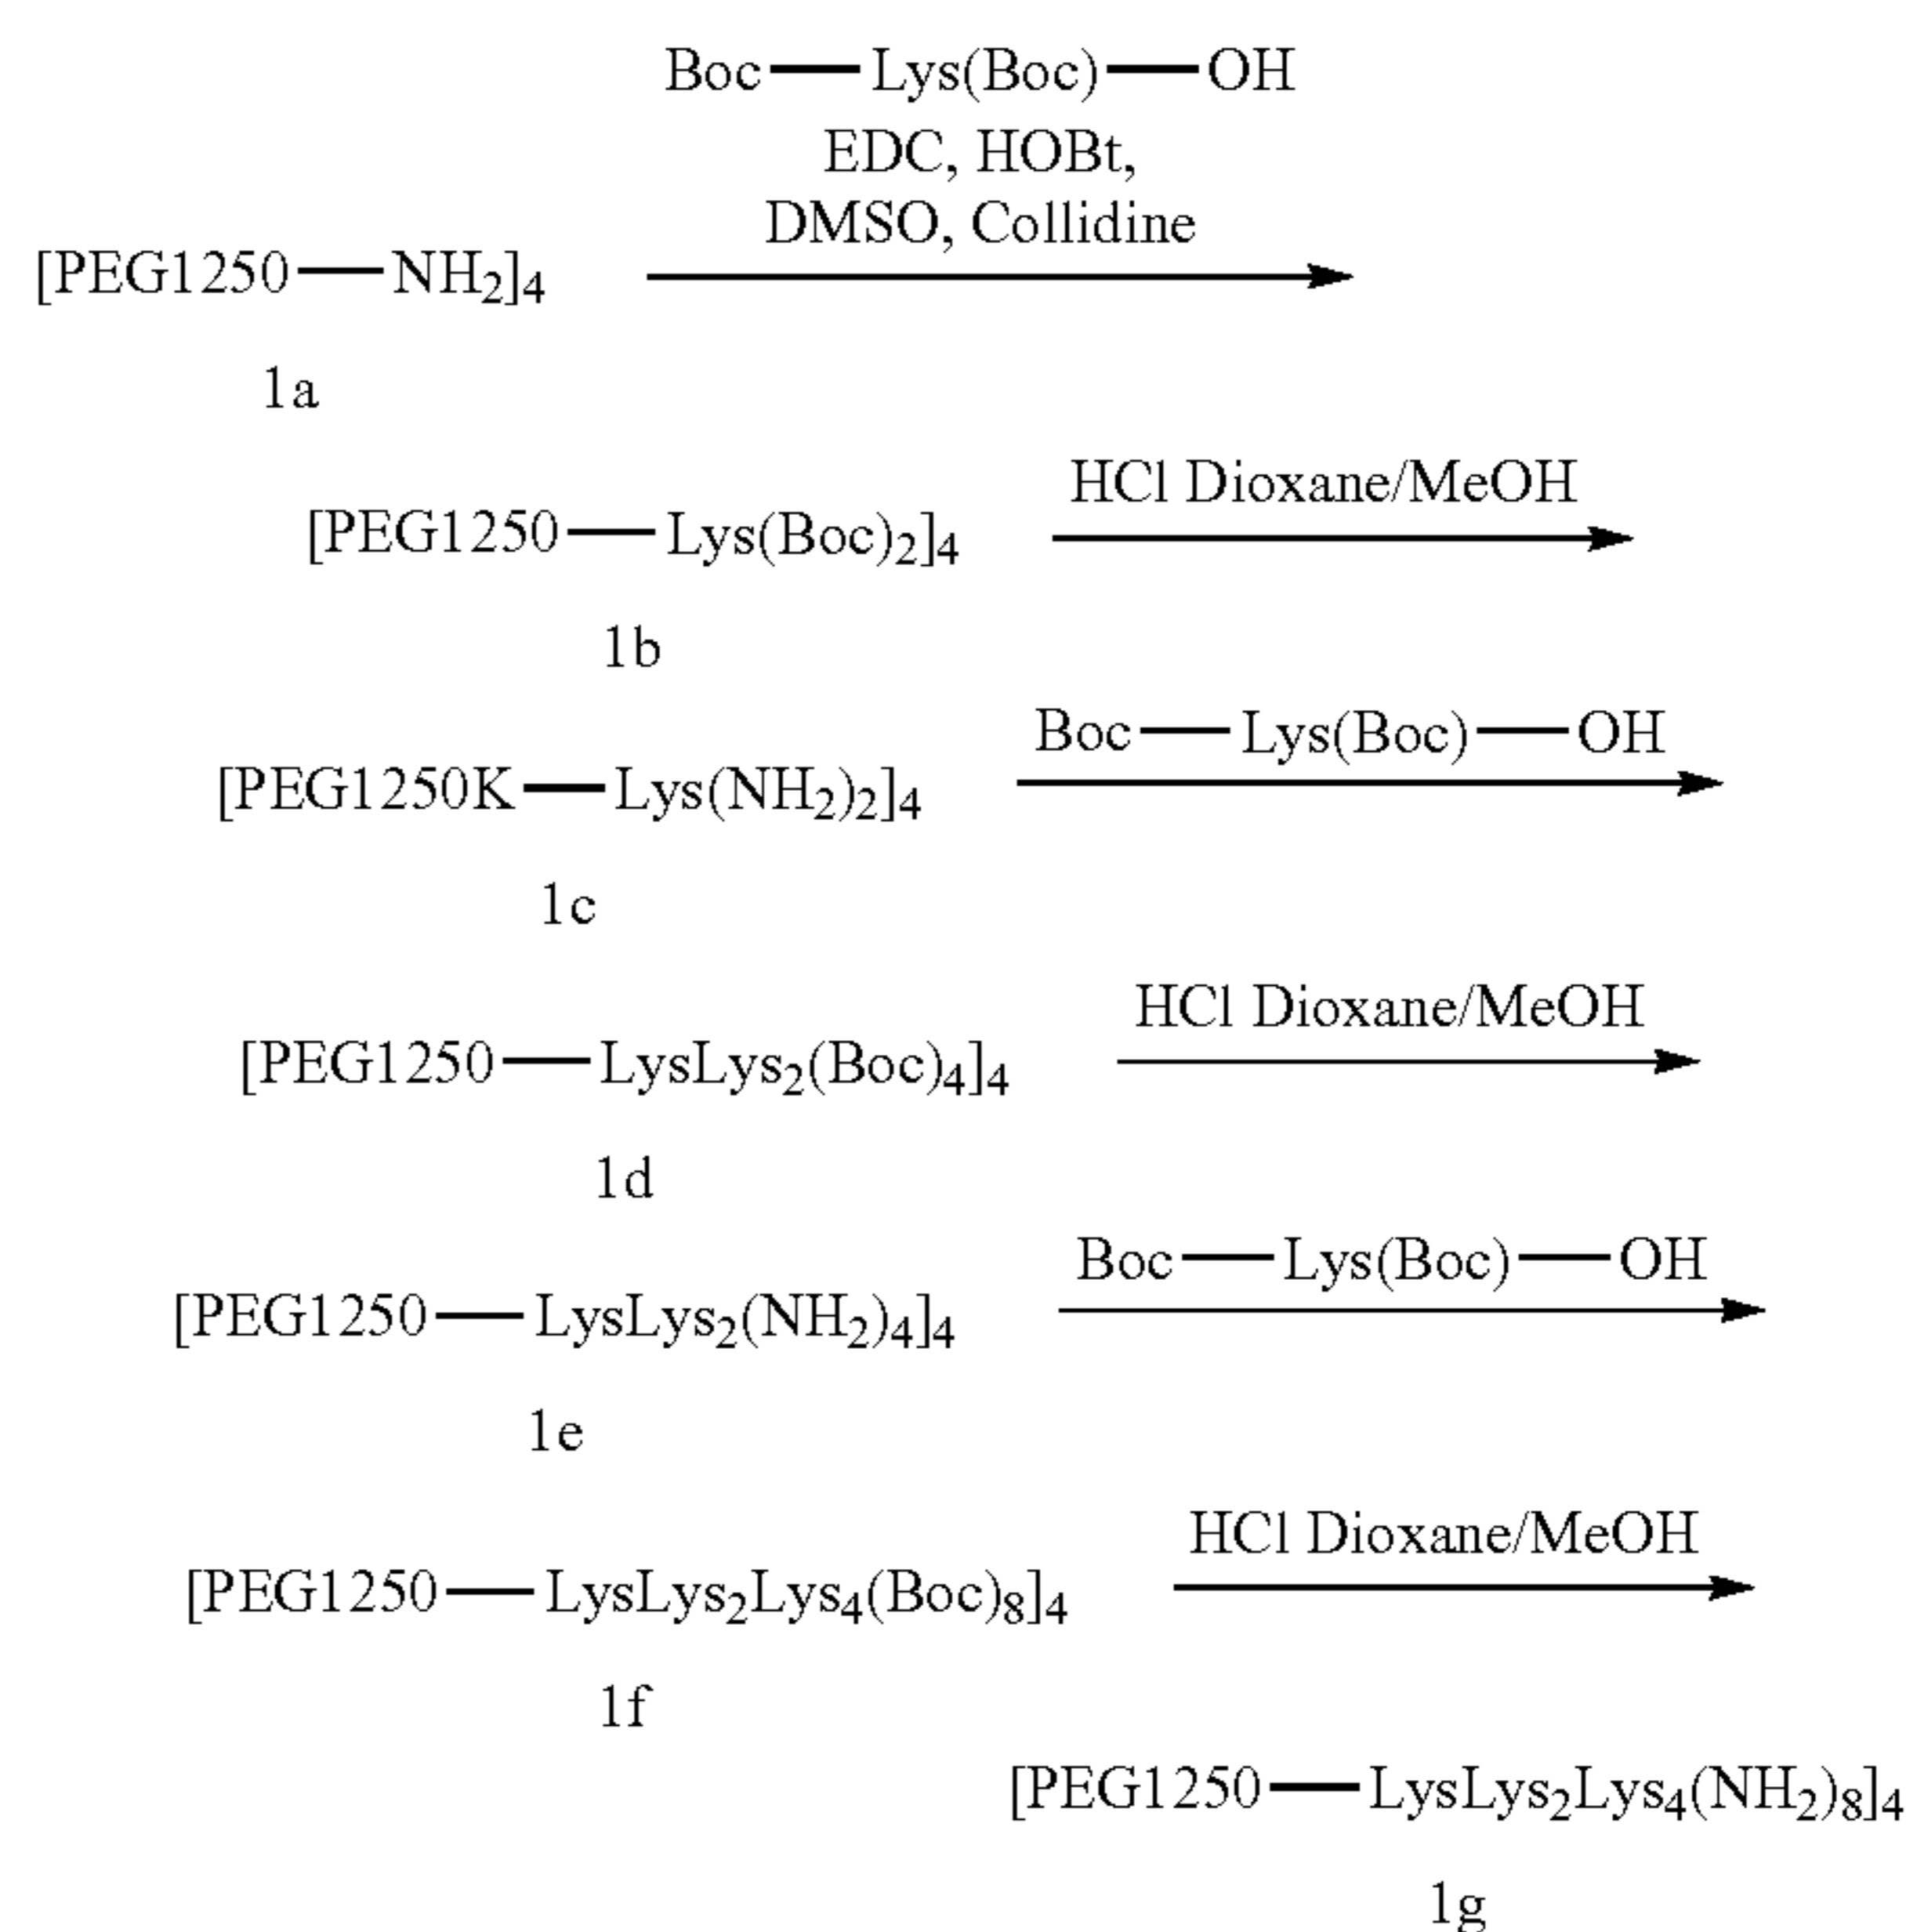 Boc—Lys(Boc)—OH
EDC, HOBt,
DMSO, Collidine
[PEG1250—NH₂]₄
1a
HCl Dioxane/MeOH
[PEG1250—Lys(Boc)₂]₄
1b
Boc—Lys(Boc)—OH
[PEG1250K—Lys(NH₂)₂]₄
1c
HCl Dioxane/MeOH
[PEG1250—LysLys₂(Boc)₄]₄
1d
Boc—Lys(Boc)—OH
[PEG1250—LysLys₂(NH₂)₄]₄
1e
HCl Dioxane/MeOH
[PEG1250—LysLys₂Lys₄(Boc)₈]₄
1f
[PEG1250—LysLys₂Lys₄(NH₂)₈]₄
1g